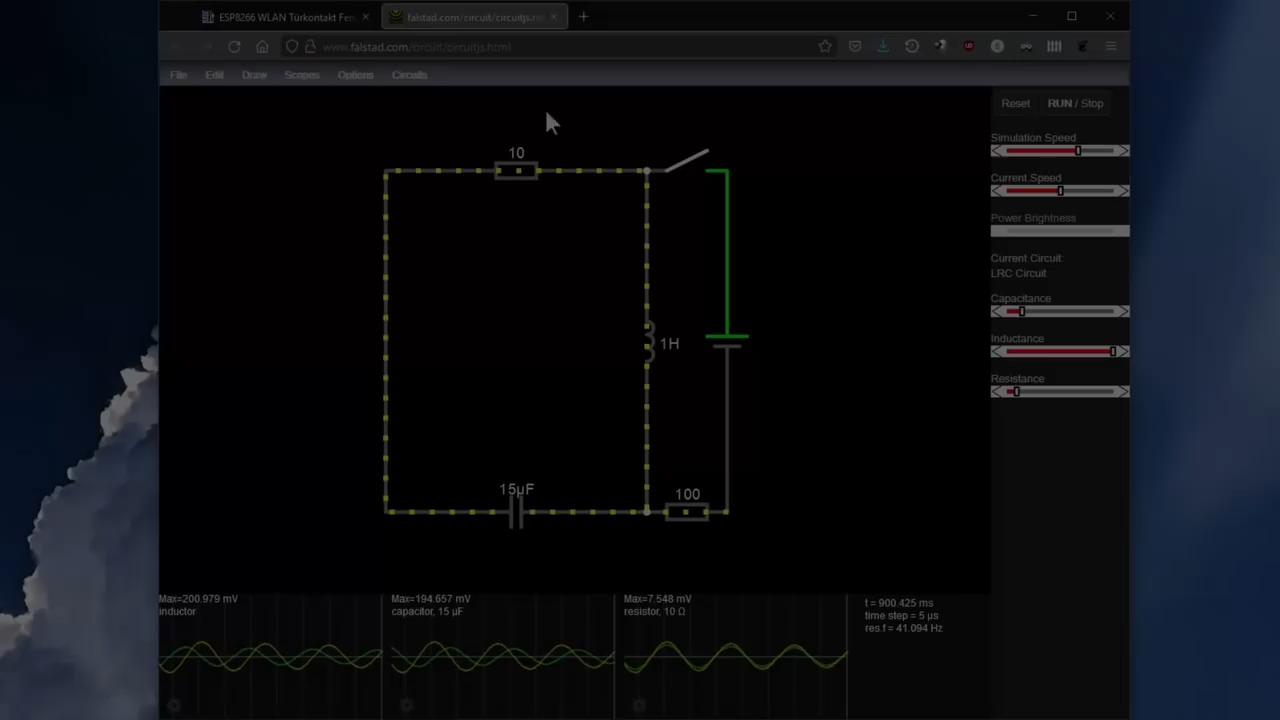 ESP8266 WLAN Türkontakt Fen
falstad.com/circuit/circuitjs.ht
www.falstad.com/circuit/circuitjs.html
File Edit Draw Scopes Options Circuits
Reset RUN / Stop
Simulation Speed
Current Speed
Power Brightness
Current Circuit:
LRC Circuit
Capacitance
Inductance
Resistance
10
1H
15µF
100
Max=200.979 mV
inductor
Max=194.657 mV
capacitor, 15 µF
Max=7.548 mV
resistor, 10 Ω
t = 900.425 ms
time step = 5 µs
res.f = 41.094 Hz